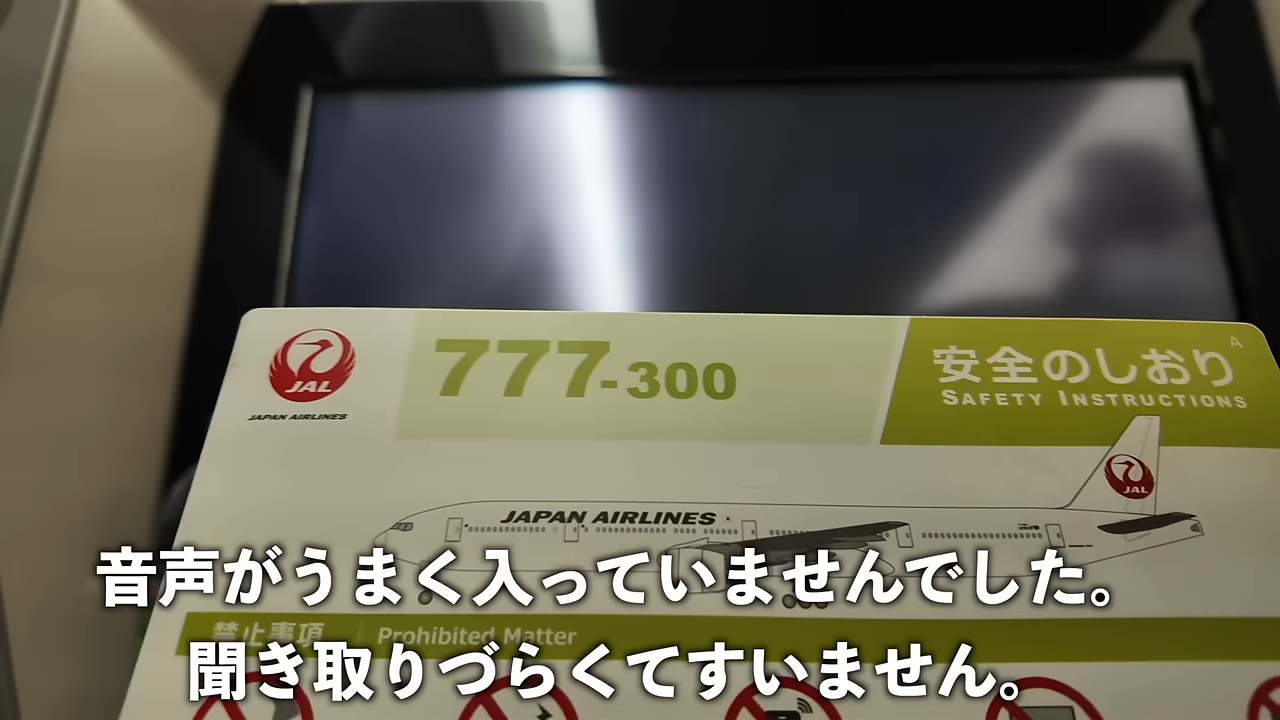 JAL
JAPAN AIRLINES
777-300
安全のしおり
A
SAFETY INSTRUCTIONS
JAL
JAPAN AIRLINES
音声がうまく入っていませんでした。
禁止事項
Prohibited Matter
聞き取りづらくてすいません。